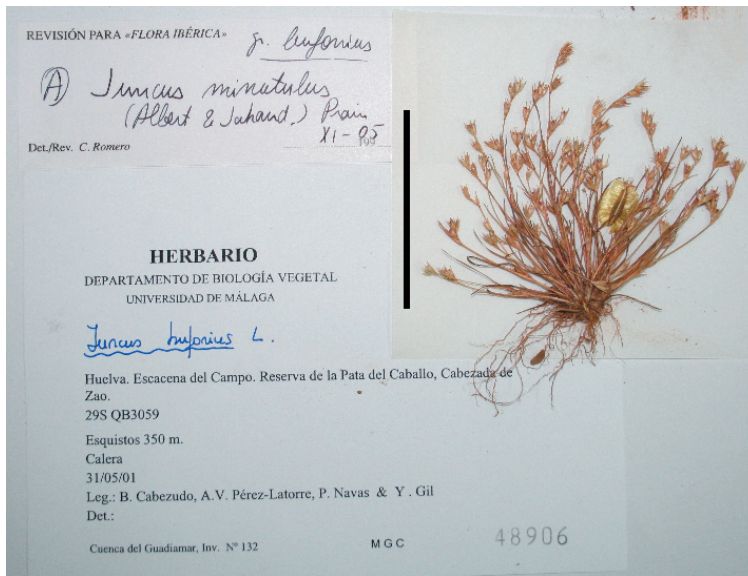 REVISIÓN PARA «FLORA IBÉRICA»
gr. bufonius
(A) Juncus minutulus
(Albert & Jahand.) Prain
XI-05
Det./Rev. C. Romero
HERBARIO
DEPARTAMENTO DE BIOLOGÍA VEGETAL
UNIVERSIDAD DE MÁLAGA
Juncus bufonius L.
Huelva. Escacena del Campo. Reserva de la Pata del Caballo, Cabezada de
Zao.
29S QB3059
Esquistos 350 m.
Calera
31/05/01
Leg.: B. Cabezudo, A.V. Pérez-Latorre, P. Navas & Y . Gil
Det.:
Cuenca del Guadiamar, Inv. Nº 132
MGC
48906